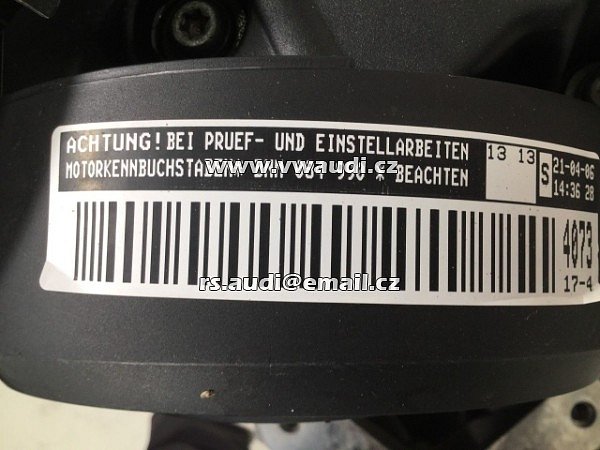 ACHTUNG! BEI PRUEF- UND EINSTELLARBEITEN
MOTORKENNBUCHSTABEN * BEACHTEN
www.vwaudi.cz
13 13
S
21-04-06
14:36 28
4073
17-4
rs.audi@email.cz